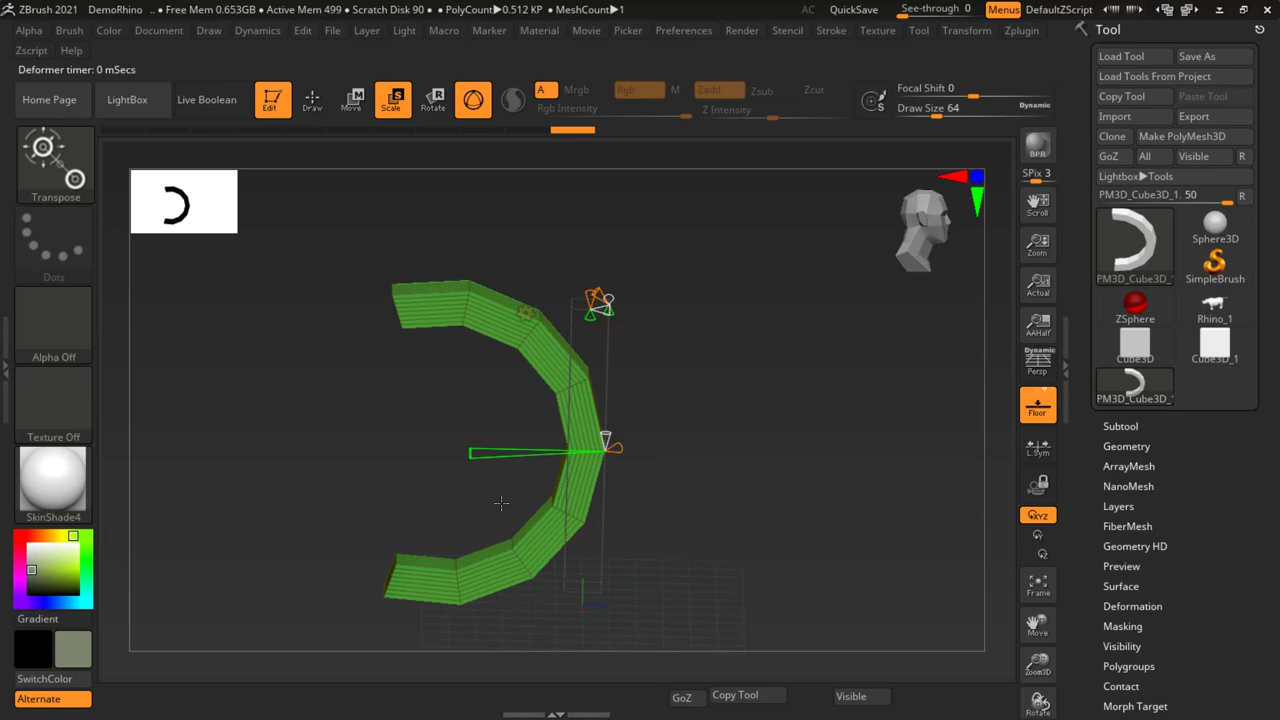 ZBrush 2021 DemoRhino .. • Free Mem 0.653GB • Active Mem 499 • Scratch Disk 90 • PolyCount▶0.512 KP • MeshCount▶1 AC QuickSave See-through 0 Menus DefaultZScript
Alpha Brush Color Document Draw Dynamics Edit File Layer Light Macro Marker Material Movie Picker Preferences Render Stencil Stroke Texture Tool Transform Zplugin
Zscript Help
Deformer timer: 0 mSecs
Home Page LightBox Live Boolean Edit Draw Move Scale Rotate A Mrgb Rgb M Zadd Zsub Zcut Focal Shift 0
Rgb Intensity Z Intensity S Draw Size 64 Dynamic
Transpose
Dots
Alpha Off
Texture Off
SkinShade4
Gradient
SwitchColor
Alternate
BPR
SPix 3
Scroll
Zoom
Actual
AAHalf
Dynamic
Persp
Floor
L.Sym
XYZ
Y
Z
Frame
Move
Zoom3D
Rotate
Tool
Load Tool Save As
Load Tools From Project
Copy Tool Paste Tool
Import Export
Clone Make PolyMesh3D
GoZ All Visible R
Lightbox▶Tools
PM3D_Cube3D_1. 50 R
Sphere3D
PM3D_Cube3D_ SimpleBrush
ZSphere Rhino_1
Cube3D Cube3D_1
PM3D_Cube3D_
Subtool
Geometry
ArrayMesh
NanoMesh
Layers
FiberMesh
Geometry HD
Preview
Surface
Deformation
Masking
Visibility
Polygroups
Contact
Morph Target
GoZ Copy Tool Visible